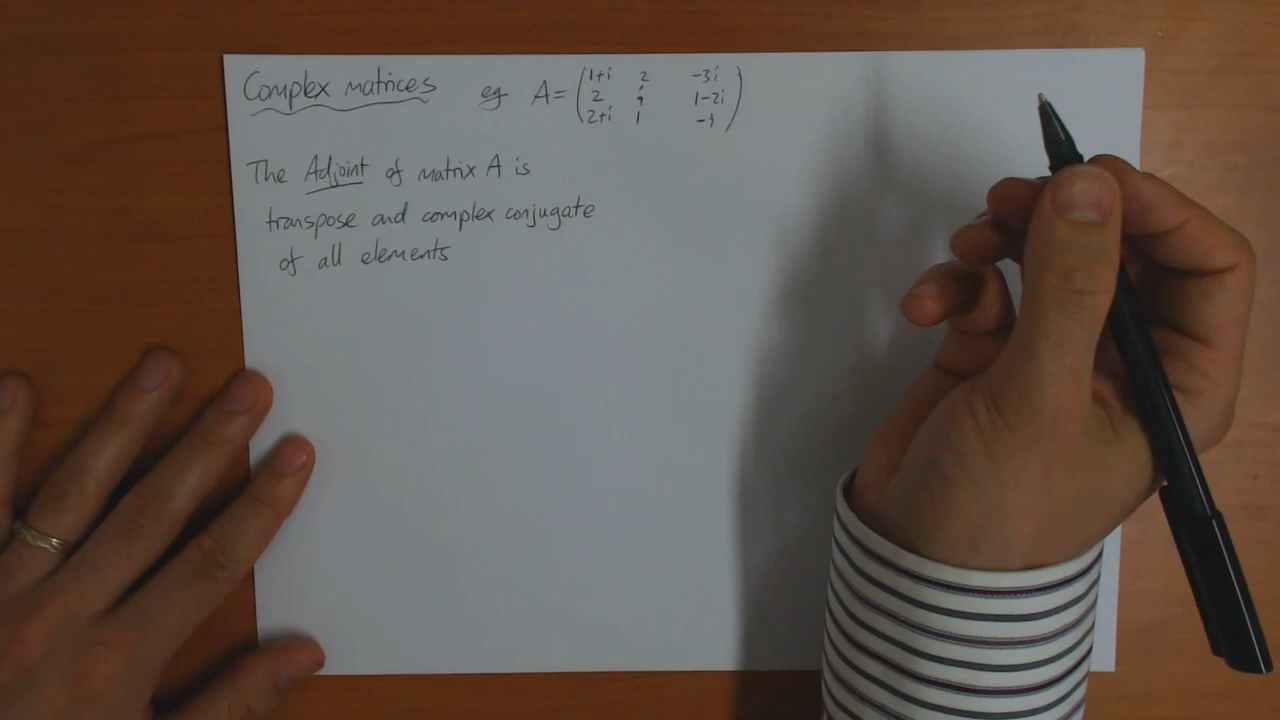 Complex matrices eg A= (1+i 2 -3i
2 i 1-2i
2+i 1 -1)
The Adjoint of matrix A is
transpose and complex conjugate
of all elements